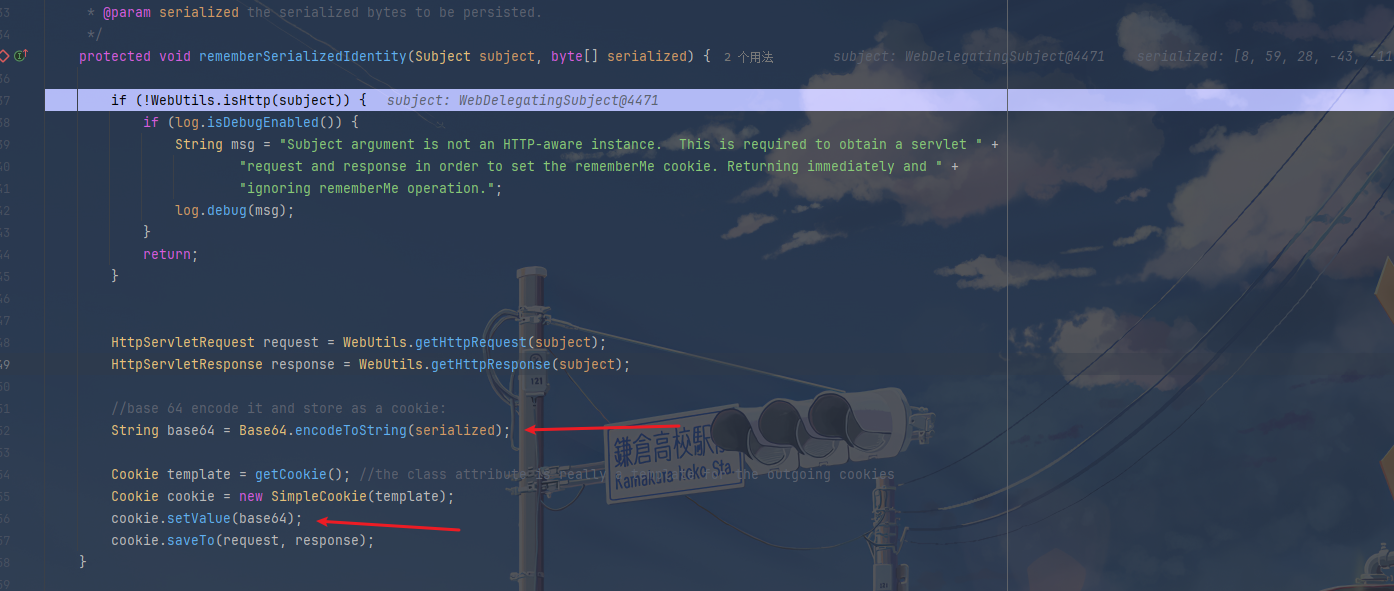 * @param serialized the serialized bytes to be persisted.
*/
protected void rememberSerializedIdentity(Subject subject, byte[] serialized) { 2 个用法 subject: WebDelegatingSubject@4471 serialized: [8, 59, 28, -43, -11
if (!WebUtils.isHttp(subject)) { subject: WebDelegatingSubject@4471
if (log.isDebugEnabled()) {
String msg = "Subject argument is not an HTTP-aware instance.  This is required to obtain a servlet " +
"request and response in order to set the rememberMe cookie. Returning immediately and " +
"ignoring rememberMe operation.";
log.debug(msg);
}
return;
}
HttpServletRequest request = WebUtils.getHttpRequest(subject);
HttpServletResponse response = WebUtils.getHttpResponse(subject);
121
//base 64 encode it and store as a cookie:
String base64 = Base64.encodeToString(serialized);
鎌倉高校駅
Kamakura koko Sta.
Cookie template = getCookie(); //the class attribute is really a template for the outgoing cookies
Cookie cookie = new SimpleCookie(template);
cookie.setValue(base64);
cookie.saveTo(request, response);
}